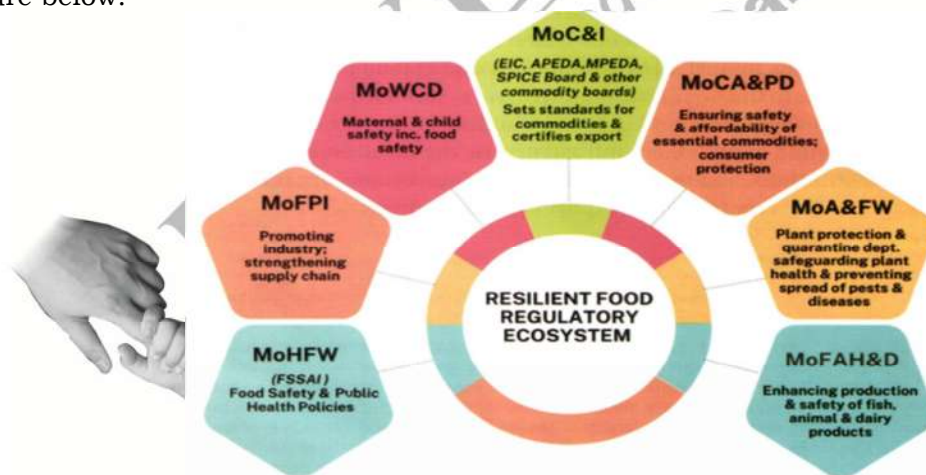 are below.
MoC&I
(EIC, APEDA,MPEDA,
SPICE Board & other
commodity boards)
Sets standards for
commodities &
certifies export
MoWCD
Maternal & child
safety inc. food
safety
MoCA&PD
Ensuring safety
& affordability of
essential commodities;
consumer
protection
MoFPI
Promoting
industry;
strengthening
supply chain
MoA&FW
Plant protection &
quarantine dept.
safeguarding plant
health & preventing
spread of pests &
diseases
RESILIENT FOOD
REGULATORY
ECOSYSTEM
MoHFW
(FSSAI)
Food Safety & Public
Health Policies
MoFAH&D
Enhancing production
& safety of fish,
animal & dairy
products